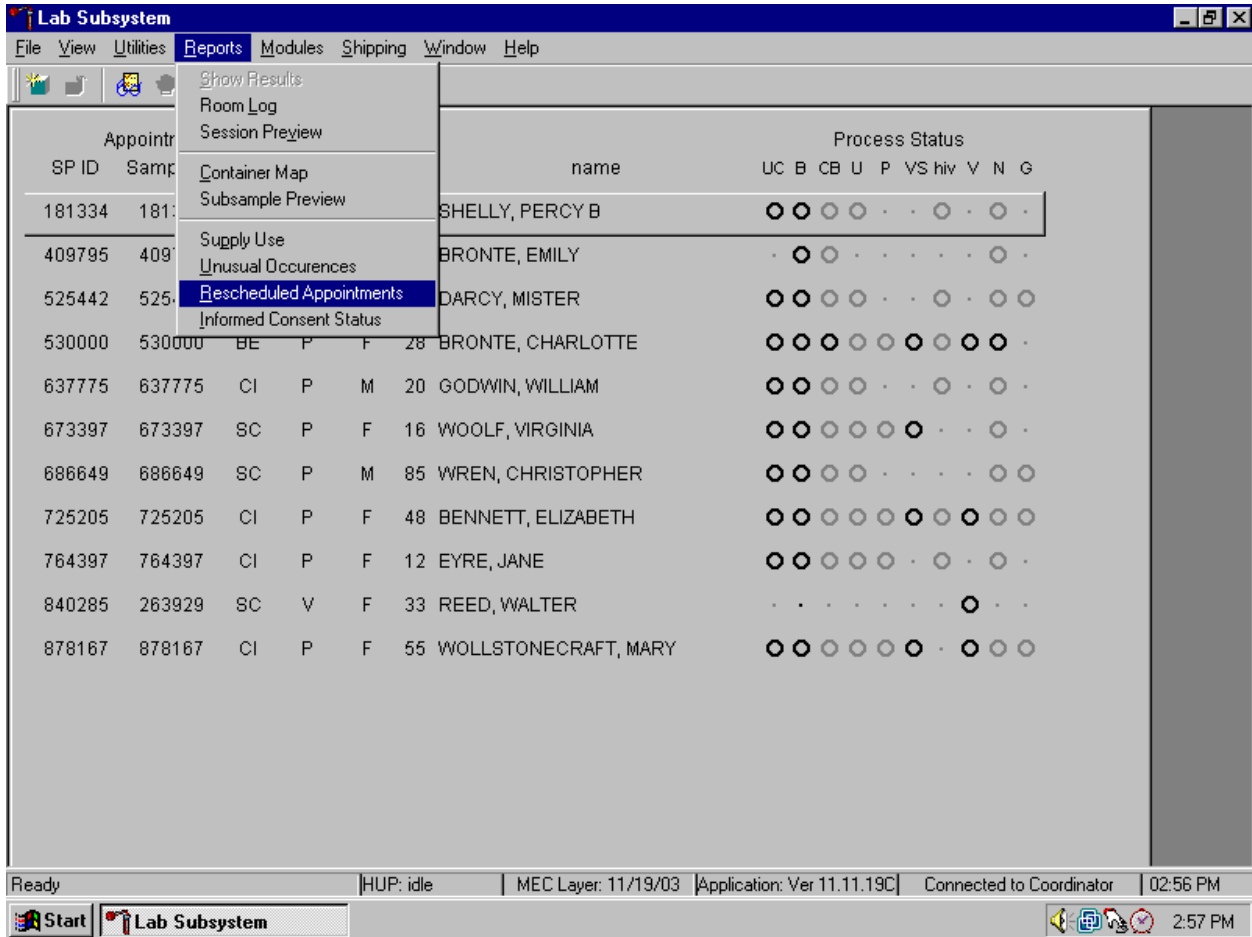 Lab Subsystem
File View Utilities Reports Modules Shipping Window Help
Show Results
Room Log
Session Preview
Container Map
Subsample Preview
Supply Use
Unusual Occurences
Rescheduled Appointments
Informed Consent Status
Process Status
SP ID name UC B CB U P VS hiv V N G
181334 SHELLY, PERCY B
409795 BRONTE, EMILY
525442 DARCY, MISTER
530000 530000 BE P F 28 BRONTE, CHARLOTTE
637775 637775 CI P M 20 GODWIN, WILLIAM
673397 673397 SC P F 16 WOOLF, VIRGINIA
686649 686649 SC P M 85 WREN, CHRISTOPHER
725205 725205 CI P F 48 BENNETT, ELIZABETH
764397 764397 CI P F 12 EYRE, JANE
840285 263929 SC V F 33 REED, WALTER
878167 878167 CI P F 55 WOLLSTONECRAFT, MARY
Ready HUP: idle MEC Layer: 11/19/03 Application: Ver 11.11.19C Connected to Coordinator 02:56 PM
Start Lab Subsystem 2:57 PM